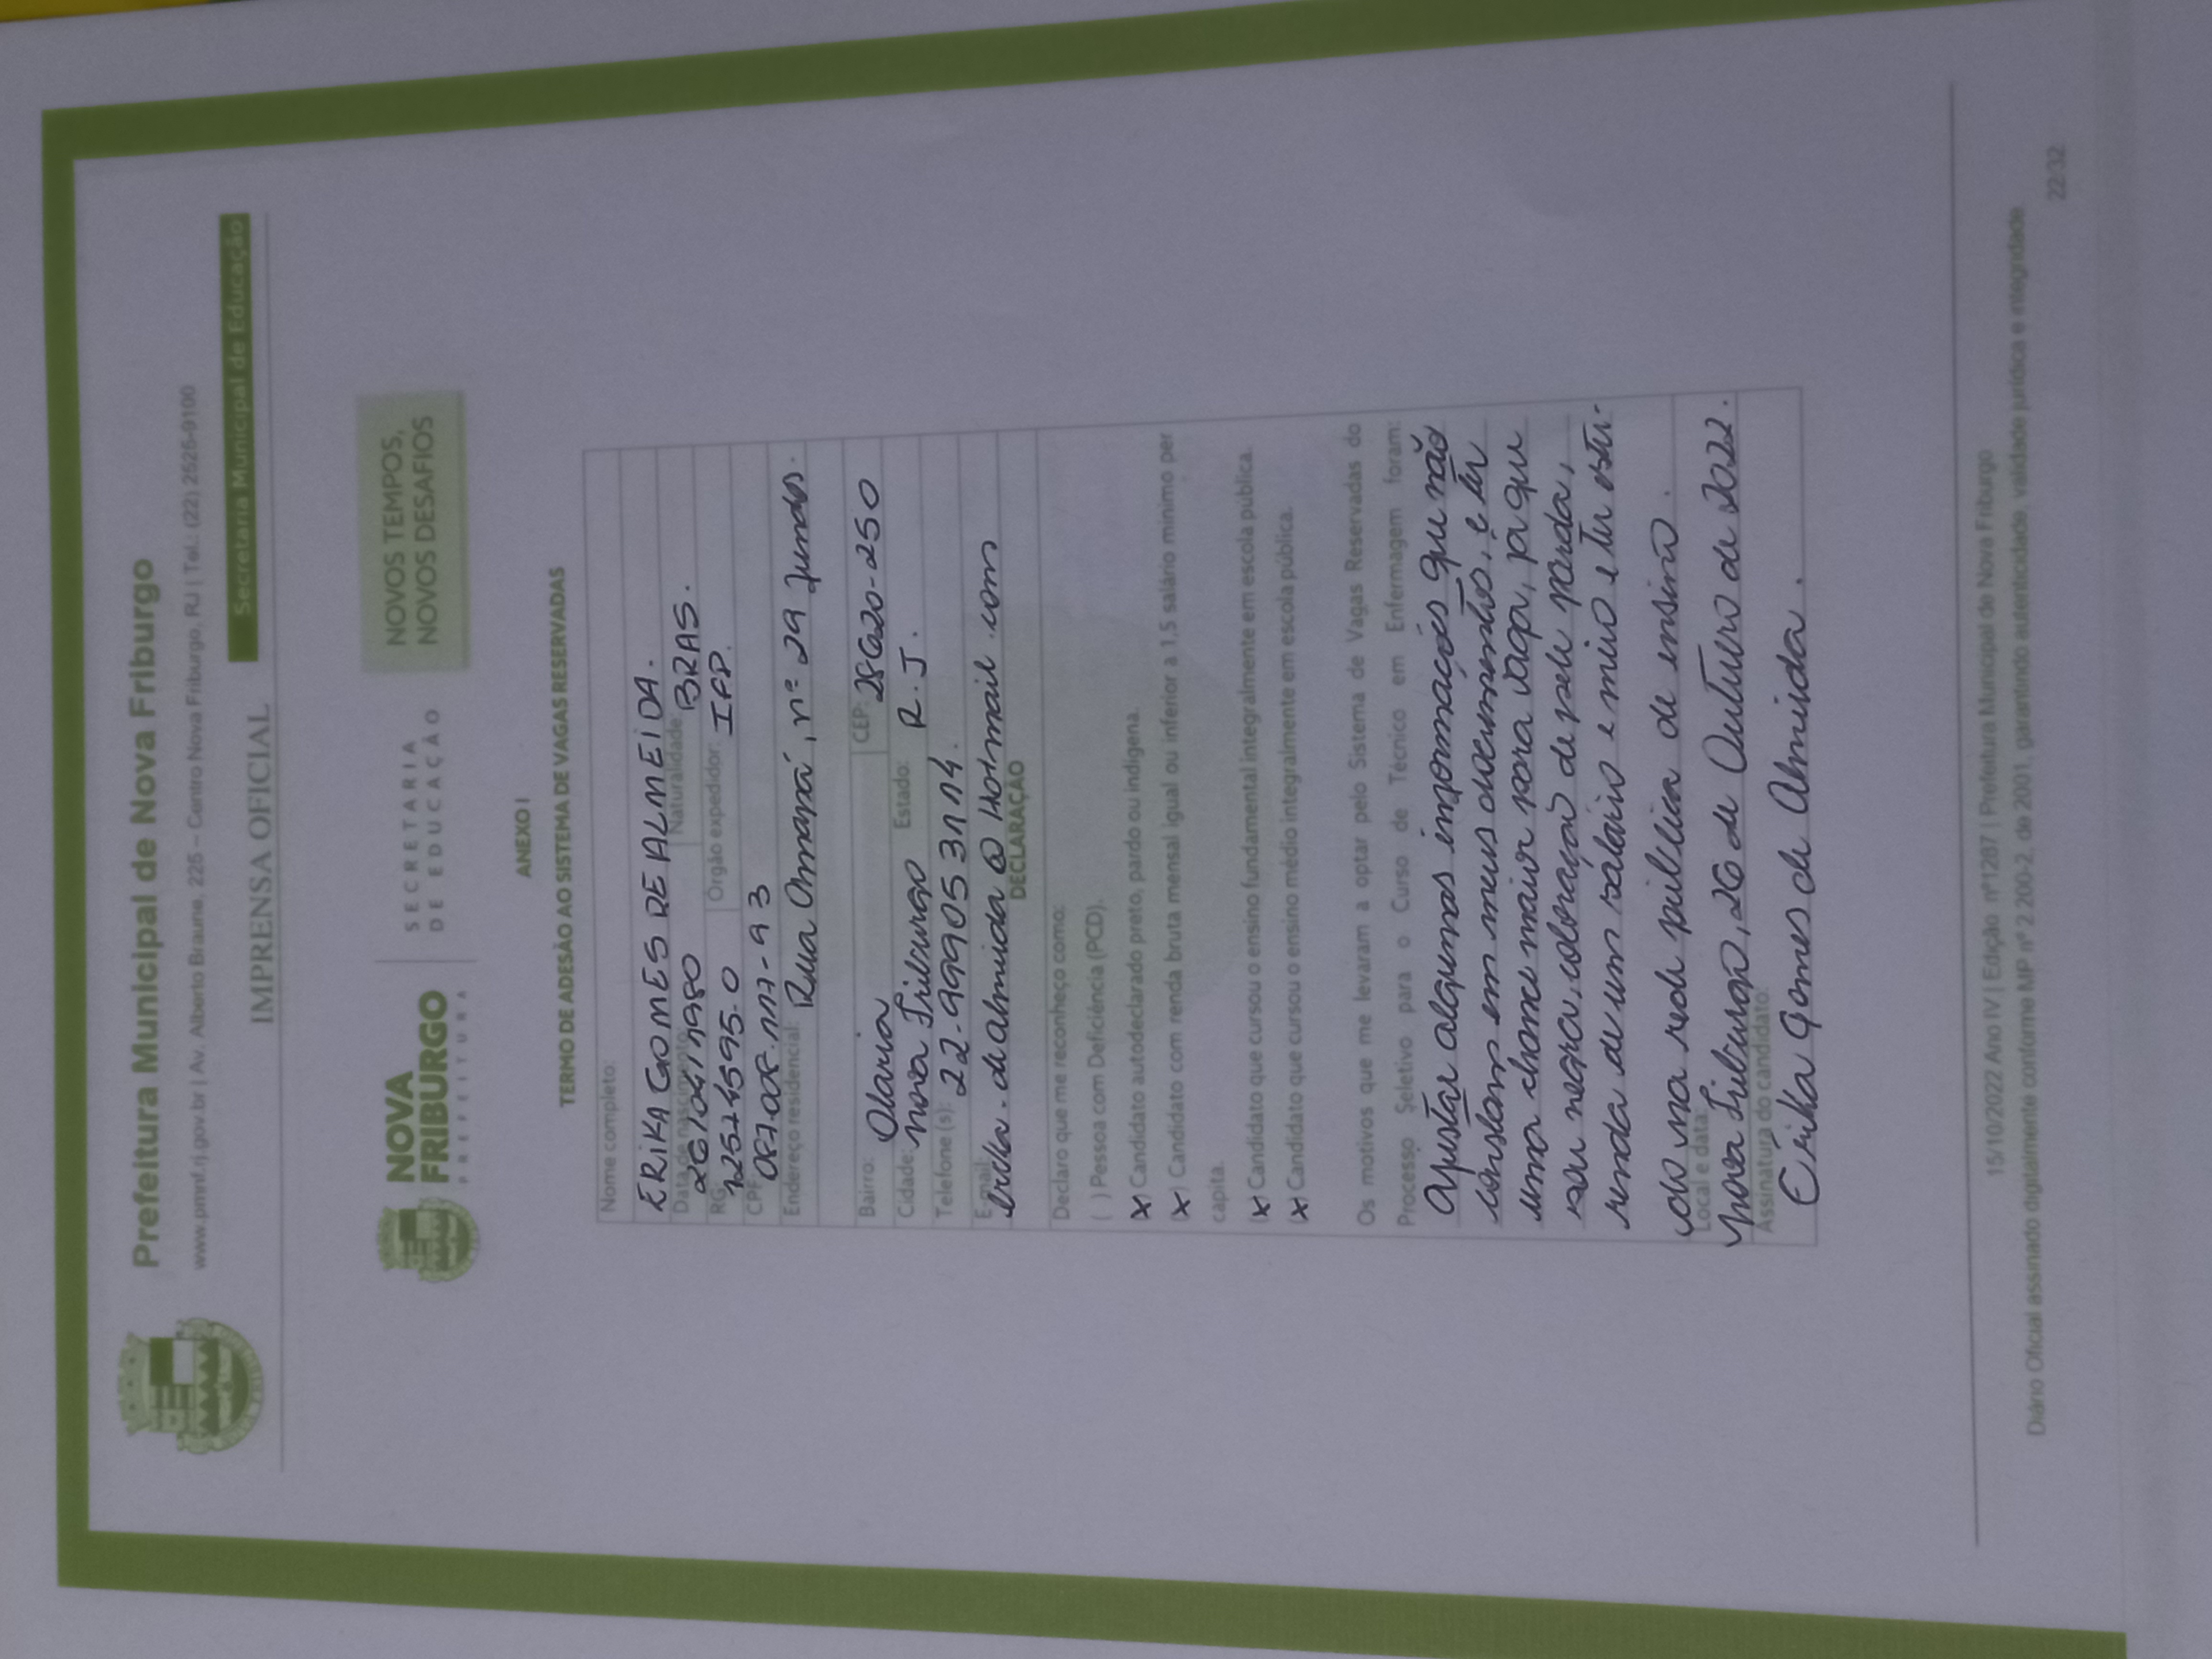 Prefeitura Municipal de Nova Friburgo
www.pmnf.rj.gov.br | Av. Alberto Braune, 225 – Centro Nova Friburgo, RJ | Tel.: (22) 2525-9100
Secretaria Municipal de Educação
IMPRENSA OFICIAL
NOVA FRIBURGO
PREFEITURA
SECRETARIA
DE EDUCAÇÃO
NOVOS TEMPOS,
NOVOS DESAFIOS
ANEXO I
TERMO DE ADESÃO AO SISTEMA DE VAGAS RESERVADAS
Nome completo:
ERIKA GOMES DE ALMEIDA.
Data de nascimento: 26/04/1980 Naturalidade: BRAS.
RG: 12574595-0 Órgão expedidor: IFP.
CPF: 087.008.117-93
Endereço residencial: Rua Amapá, nº 29 fundos.
Bairro: Olaria CEP: 28620-250
Cidade: Nova Friburgo Estado: R.J.
Telefone (s): 22-999053114.
E-mail: erika.dealmeida@Hotmail.com
DECLARAÇÃO
Declaro que me reconheço como:
( ) Pessoa com Deficiência (PCD).
(X) Candidato autodeclarado preto, pardo ou indígena.
(X) Candidato com renda bruta mensal igual ou inferior a 1,5 salário mínimo per
capita.
(X) Candidato que cursou o ensino fundamental integralmente em escola pública.
(X) Candidato que cursou o ensino médio integralmente em escola pública.
Os motivos que me levaram a optar pelo Sistema de Vagas Reservadas do
Processo Seletivo para o Curso de Técnico em Enfermagem foram:
Ajustar algumas informações que não
constam em meus documentos, e ter
uma chance maior para vaga, já que
sou negra, coloração de pele parda,
renda de um salário e meio e ter estu-
do na rede pública de ensino.
Local e data:
Nova Friburgo, 26 de Outubro de 2022.
Assinatura do candidato:
Érika Gomes de Almeida.
15/10/2022 Ano IV | Edição nº1287 | Prefeitura Municipal de Nova Friburgo
Diário Oficial assinado digitalmente conforme MP nº 2.200-2, de 2001, garantindo autenticidade, validade jurídica e integridade.
22/32